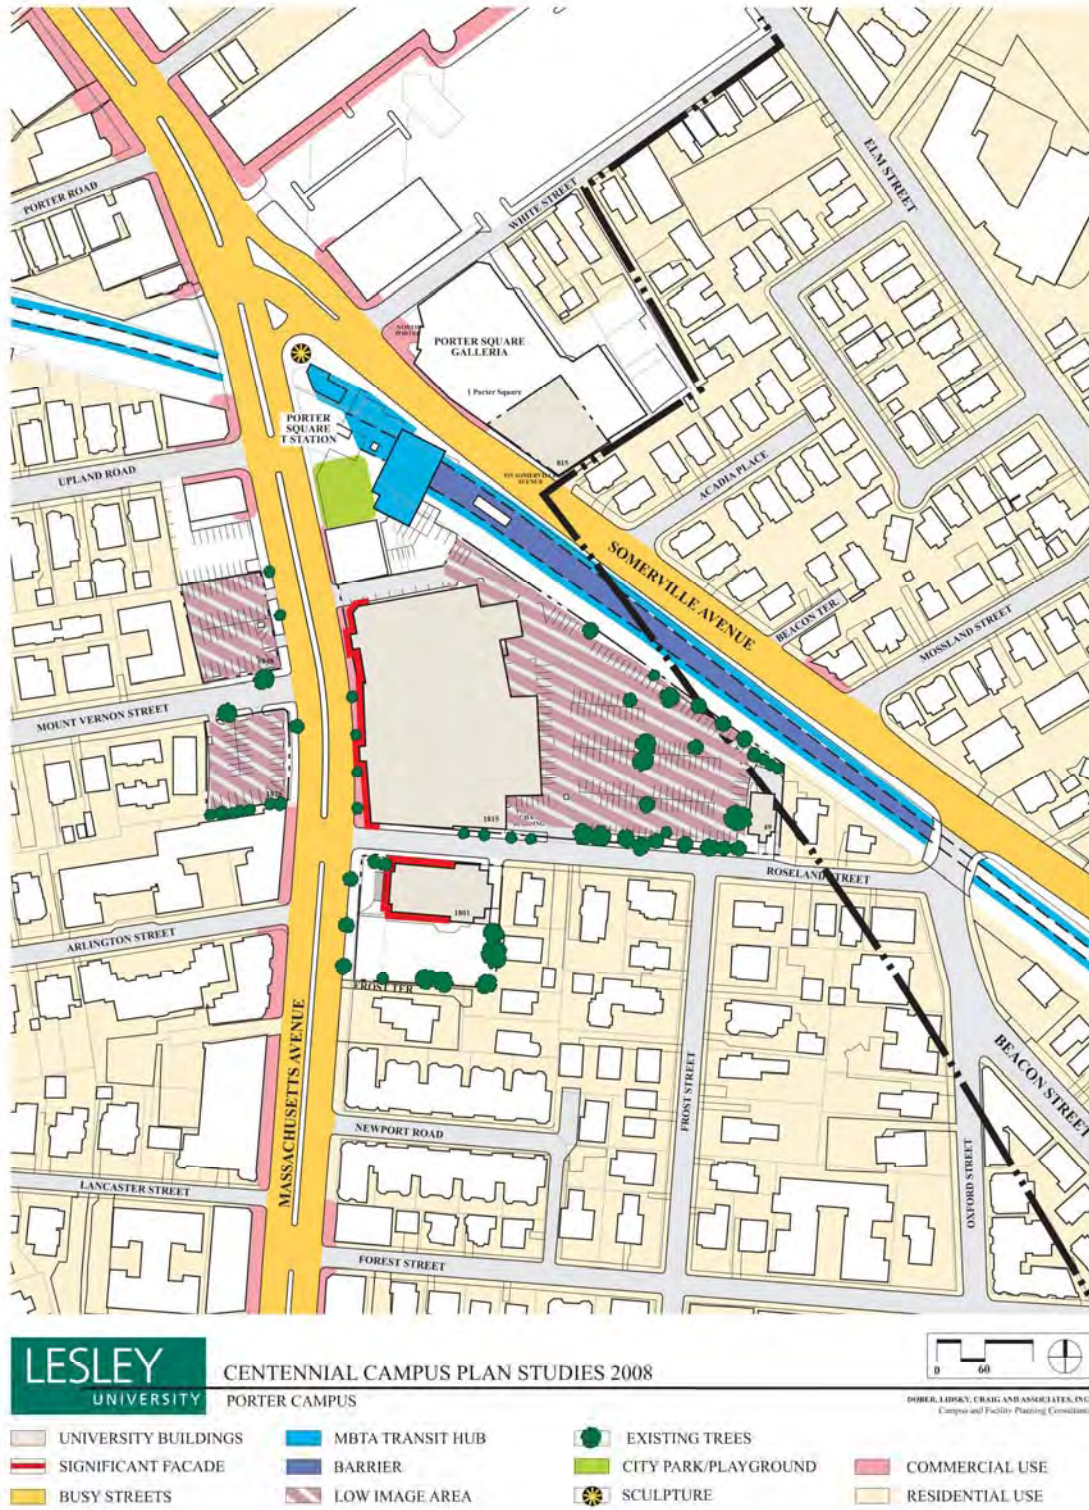 ELM STREET
PORTER ROAD
WHITE STREET
PORTER SQUARE
GALLERIA
1 Porter Square
PORTER
SQUARE
T STATION
UPLAND ROAD
815
AVENUE
ACADIA PLACE
SOMERVILLE AVENUE
BEACON TER.
MOSSLAND STREET
MOUNT VERNON STREET
1815
49
ROSELAND STREET
1801
ARLINGTON STREET
FROST TER
MASSACHUSETTS AVENUE
BEACON STREET
FROST STREET
NEWPORT ROAD
OXFORD STREET
LANCASTER STREET
FOREST STREET
LESLEY
UNIVERSITY
CENTENNIAL CAMPUS PLAN STUDIES 2008
PORTER CAMPUS
0 60
DOBER, LIDSKY, CRAIG AND ASSOCIATES, INC.
Campus and Facility Planning Consultants
UNIVERSITY BUILDINGS
MBTA TRANSIT HUB
EXISTING TREES
SIGNIFICANT FACADE
BARRIER
CITY PARK/PLAYGROUND
COMMERCIAL USE
BUSY STREETS
LOW IMAGE AREA
SCULPTURE
RESIDENTIAL USE